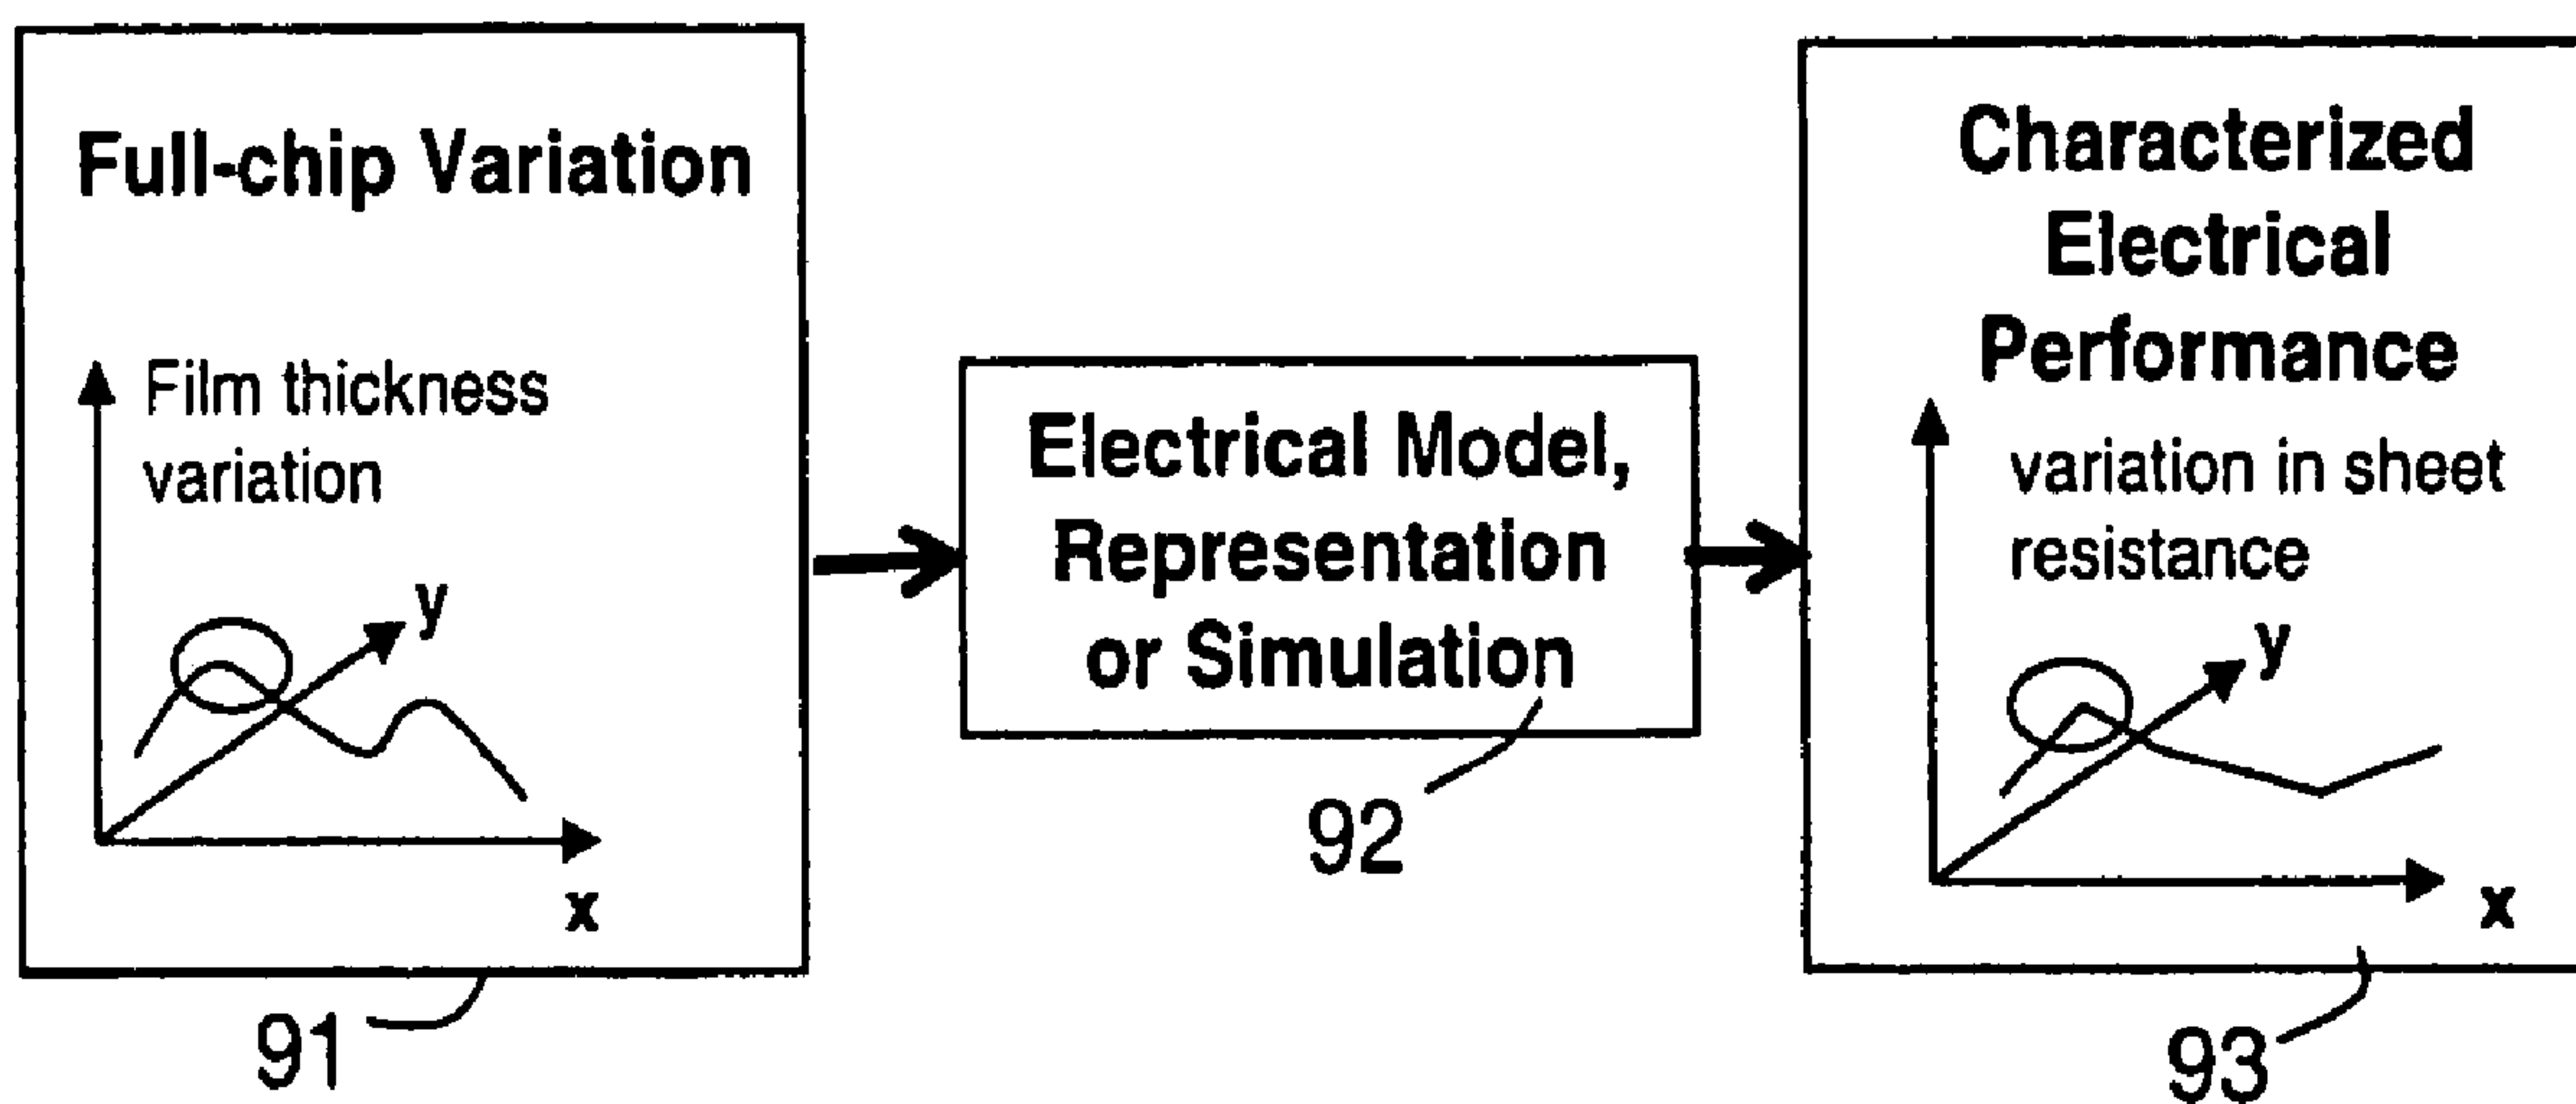 Full-chip Variation
Film thickness
variation
y
x
91
Electrical Model,
Representation
or Simulation
92
Characterized
Electrical
Performance
variation in sheet
resistance
y
x
93